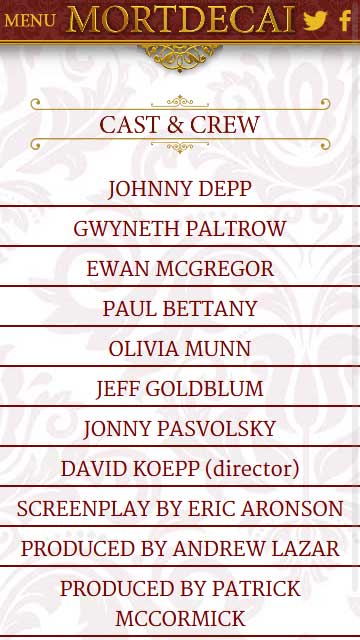 MENU MORTDECAI
CAST & CREW
JOHNNY DEPP
GWYNETH PALTROW
EWAN MCGREGOR
PAUL BETTANY
OLIVIA MUNN
JEFF GOLDBLUM
JONNY PASVOLSKY
DAVID KOEPP (director)
SCREENPLAY BY ERIC ARONSON
PRODUCED BY ANDREW LAZAR
PRODUCED BY PATRICK
MCCORMICK